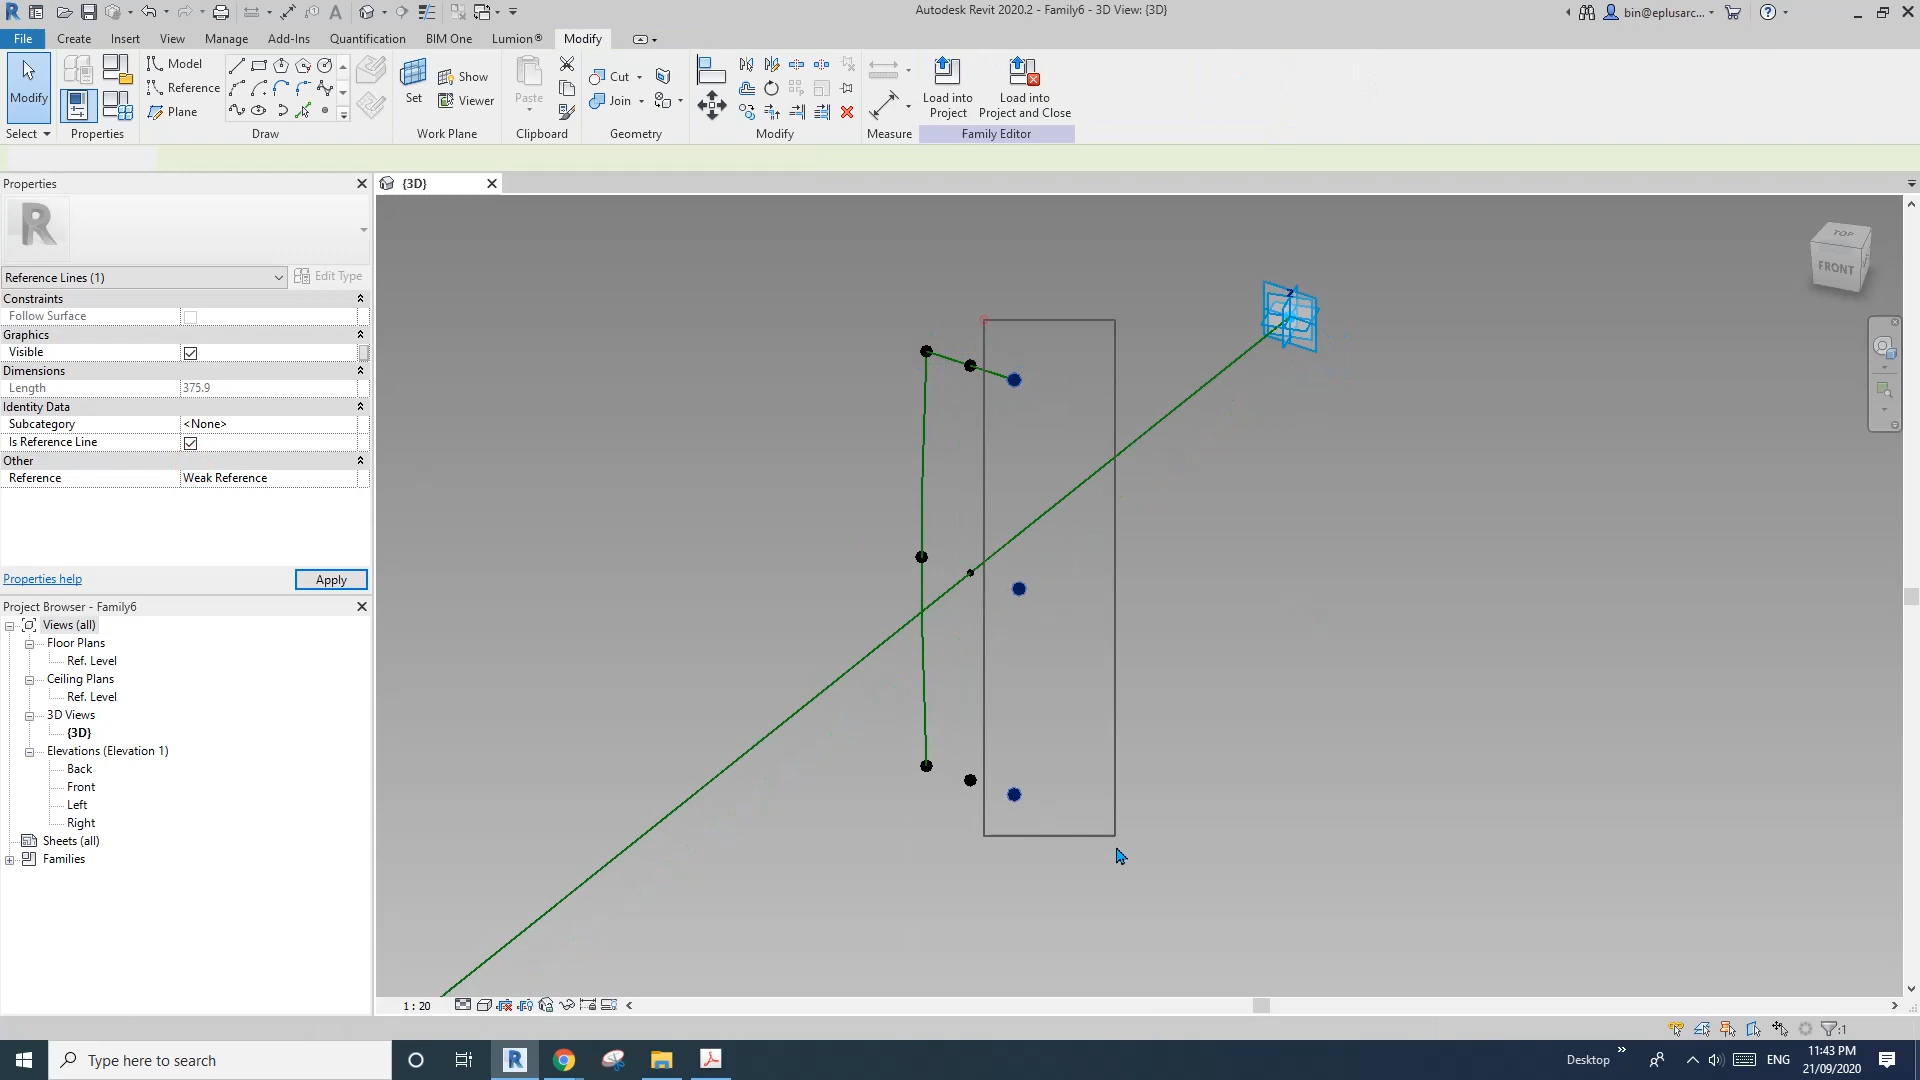 Autodesk Revit 2020.2 - Family6 - 3D View: {3D}
bin@eplusarc...
File Create Insert View Manage Add-Ins Quantification BIM One Lumion® Modify
Modify
Select
Properties
Model
Reference
Plane
Draw
Set
Show
Viewer
Work Plane
Paste
Clipboard
Cut
Join
Geometry
Modify
Measure
Load into
Project
Load into
Project and Close
Family Editor
Properties
{3D}
R
Reference Lines (1)
Edit Type
Constraints
Follow Surface
Graphics
Visible
Dimensions
Length 375.9
Identity Data
Subcategory <None>
Is Reference Line
Other
Reference Weak Reference
Properties help
Apply
Project Browser - Family6
Views (all)
Floor Plans
Ref. Level
Ceiling Plans
Ref. Level
3D Views
{3D}
Elevations (Elevation 1)
Back
Front
Left
Right
Sheets (all)
Families
TOP
FRONT
1 : 20
:1
Type here to search
Desktop
ENG
11:43 PM
21/09/2020